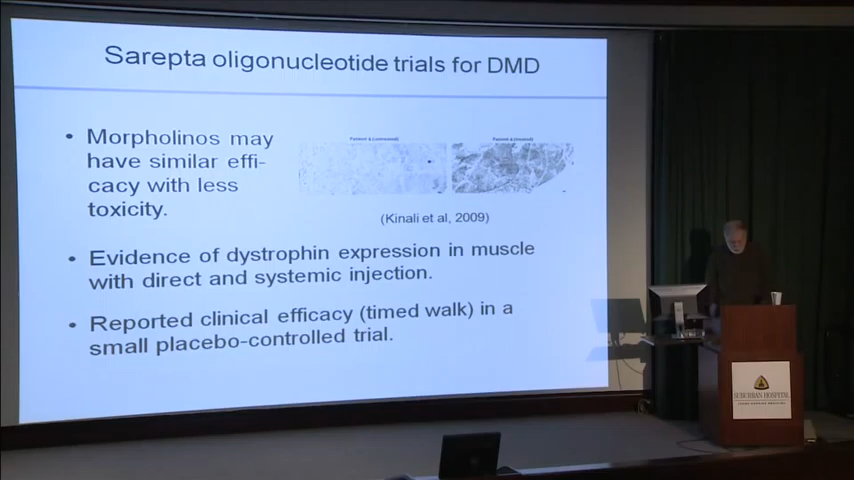 Sarepta oligonucleotide trials for DMD
• Morpholinos may
have similar effi-
cacy with less
toxicity.
(Kinali et al, 2009)
• Evidence of dystrophin expression in muscle
with direct and systemic injection.
• Reported clinical efficacy (timed walk) in a
small placebo-controlled trial.
SUBURBAN HOSPITAL